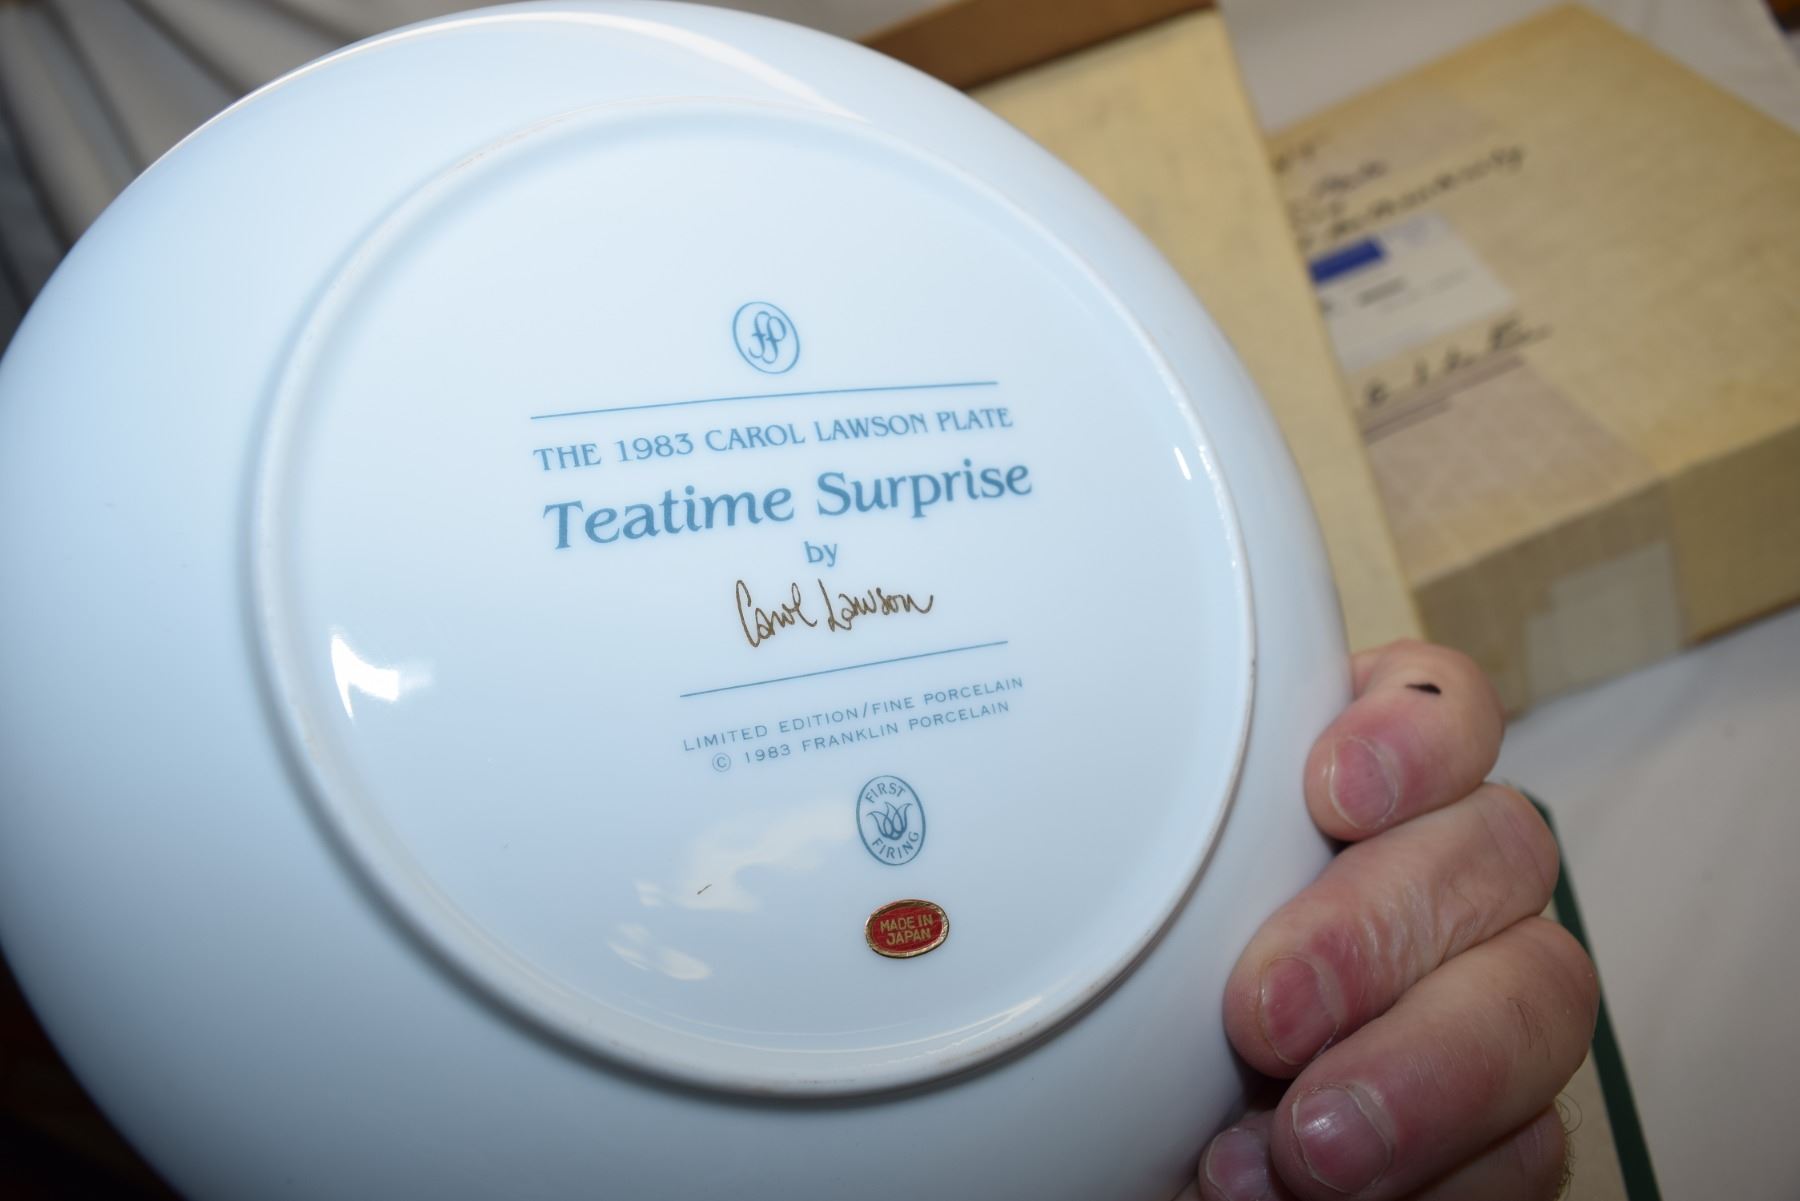 fp
THE 1983 CAROL LAWSON PLATE
Teatime Surprise
by
Carol Lawson
LIMITED EDITION/FINE PORCELAIN
© 1983 FRANKLIN PORCELAIN
FIRST
FIRING
MADE IN
JAPAN